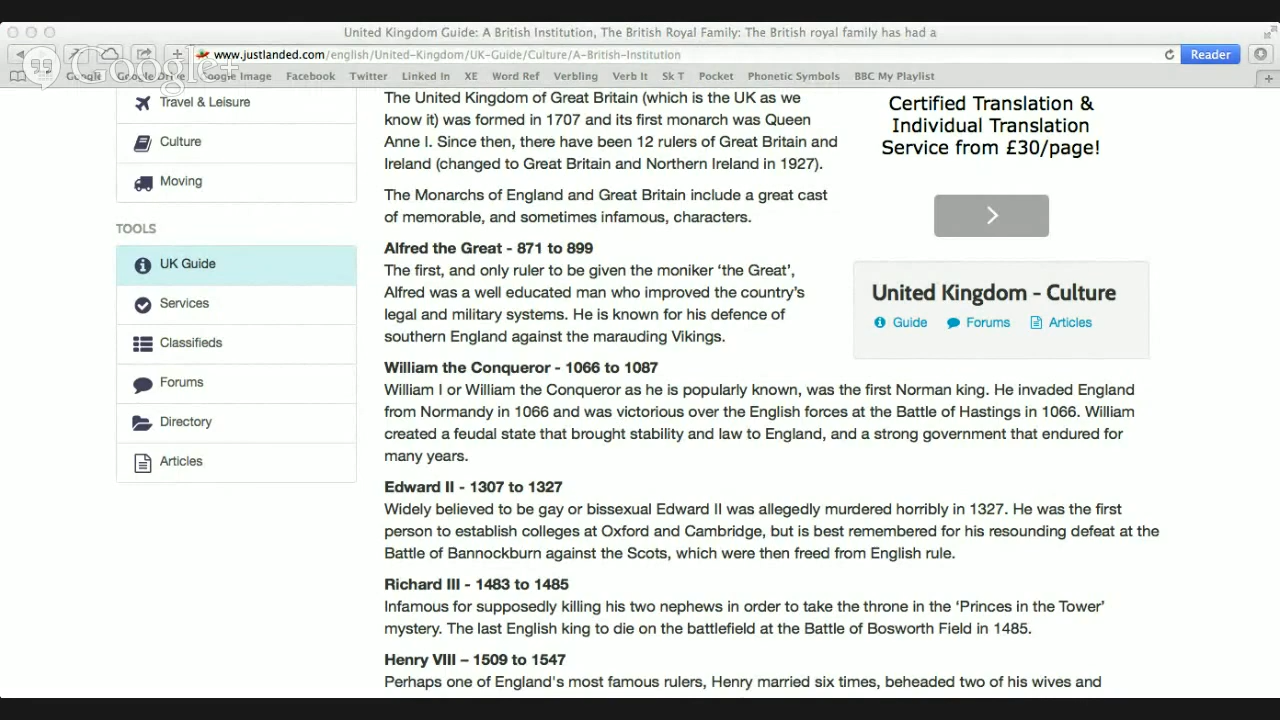 United Kingdom Guide: A British Institution, The British Royal Family: The British royal family has had a
www.justlanded.com/english/United-Kingdom/UK-Guide/Culture/A-British-Institution
Reader
Google+
Google Drive Google Image Facebook Twitter Linked In XE Word Ref Verbling Verb It Sk T Pocket Phonetic Symbols BBC My Playlist
Travel & Leisure
Culture
Moving
TOOLS
UK Guide
Services
Classifieds
Forums
Directory
Articles
The United Kingdom of Great Britain (which is the UK as we
know it) was formed in 1707 and its first monarch was Queen
Anne I. Since then, there have been 12 rulers of Great Britain and
Ireland (changed to Great Britain and Northern Ireland in 1927).
The Monarchs of England and Great Britain include a great cast
of memorable, and sometimes infamous, characters.
Alfred the Great - 871 to 899
The first, and only ruler to be given the moniker ‘the Great’,
Alfred was a well educated man who improved the country’s
legal and military systems. He is known for his defence of
southern England against the marauding Vikings.
William the Conqueror - 1066 to 1087
William I or William the Conqueror as he is popularly known, was the first Norman king. He invaded England
from Normandy in 1066 and was victorious over the English forces at the Battle of Hastings in 1066. William
created a feudal state that brought stability and law to England, and a strong government that endured for
many years.
Edward II - 1307 to 1327
Widely believed to be gay or bissexual Edward II was allegedly murdered horribly in 1327. He was the first
person to establish colleges at Oxford and Cambridge, but is best remembered for his resounding defeat at the
Battle of Bannockburn against the Scots, which were then freed from English rule.
Richard III - 1483 to 1485
Infamous for supposedly killing his two nephews in order to take the throne in the ‘Princes in the Tower’
mystery. The last English king to die on the battlefield at the Battle of Bosworth Field in 1485.
Henry VIII – 1509 to 1547
Perhaps one of England's most famous rulers, Henry married six times, beheaded two of his wives and
Certified Translation &
Individual Translation
Service from £30/page!
United Kingdom - Culture
Guide Forums Articles